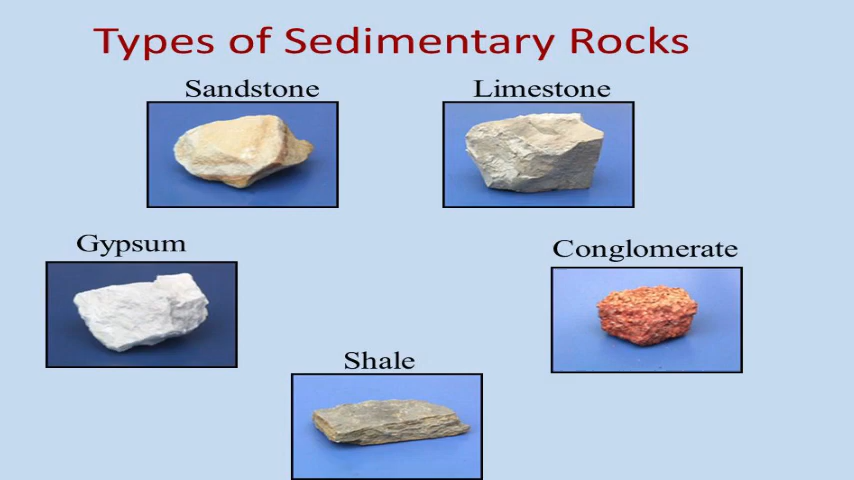 Types of Sedimentary Rocks
Sandstone
Limestone
Gypsum
Conglomerate
Shale